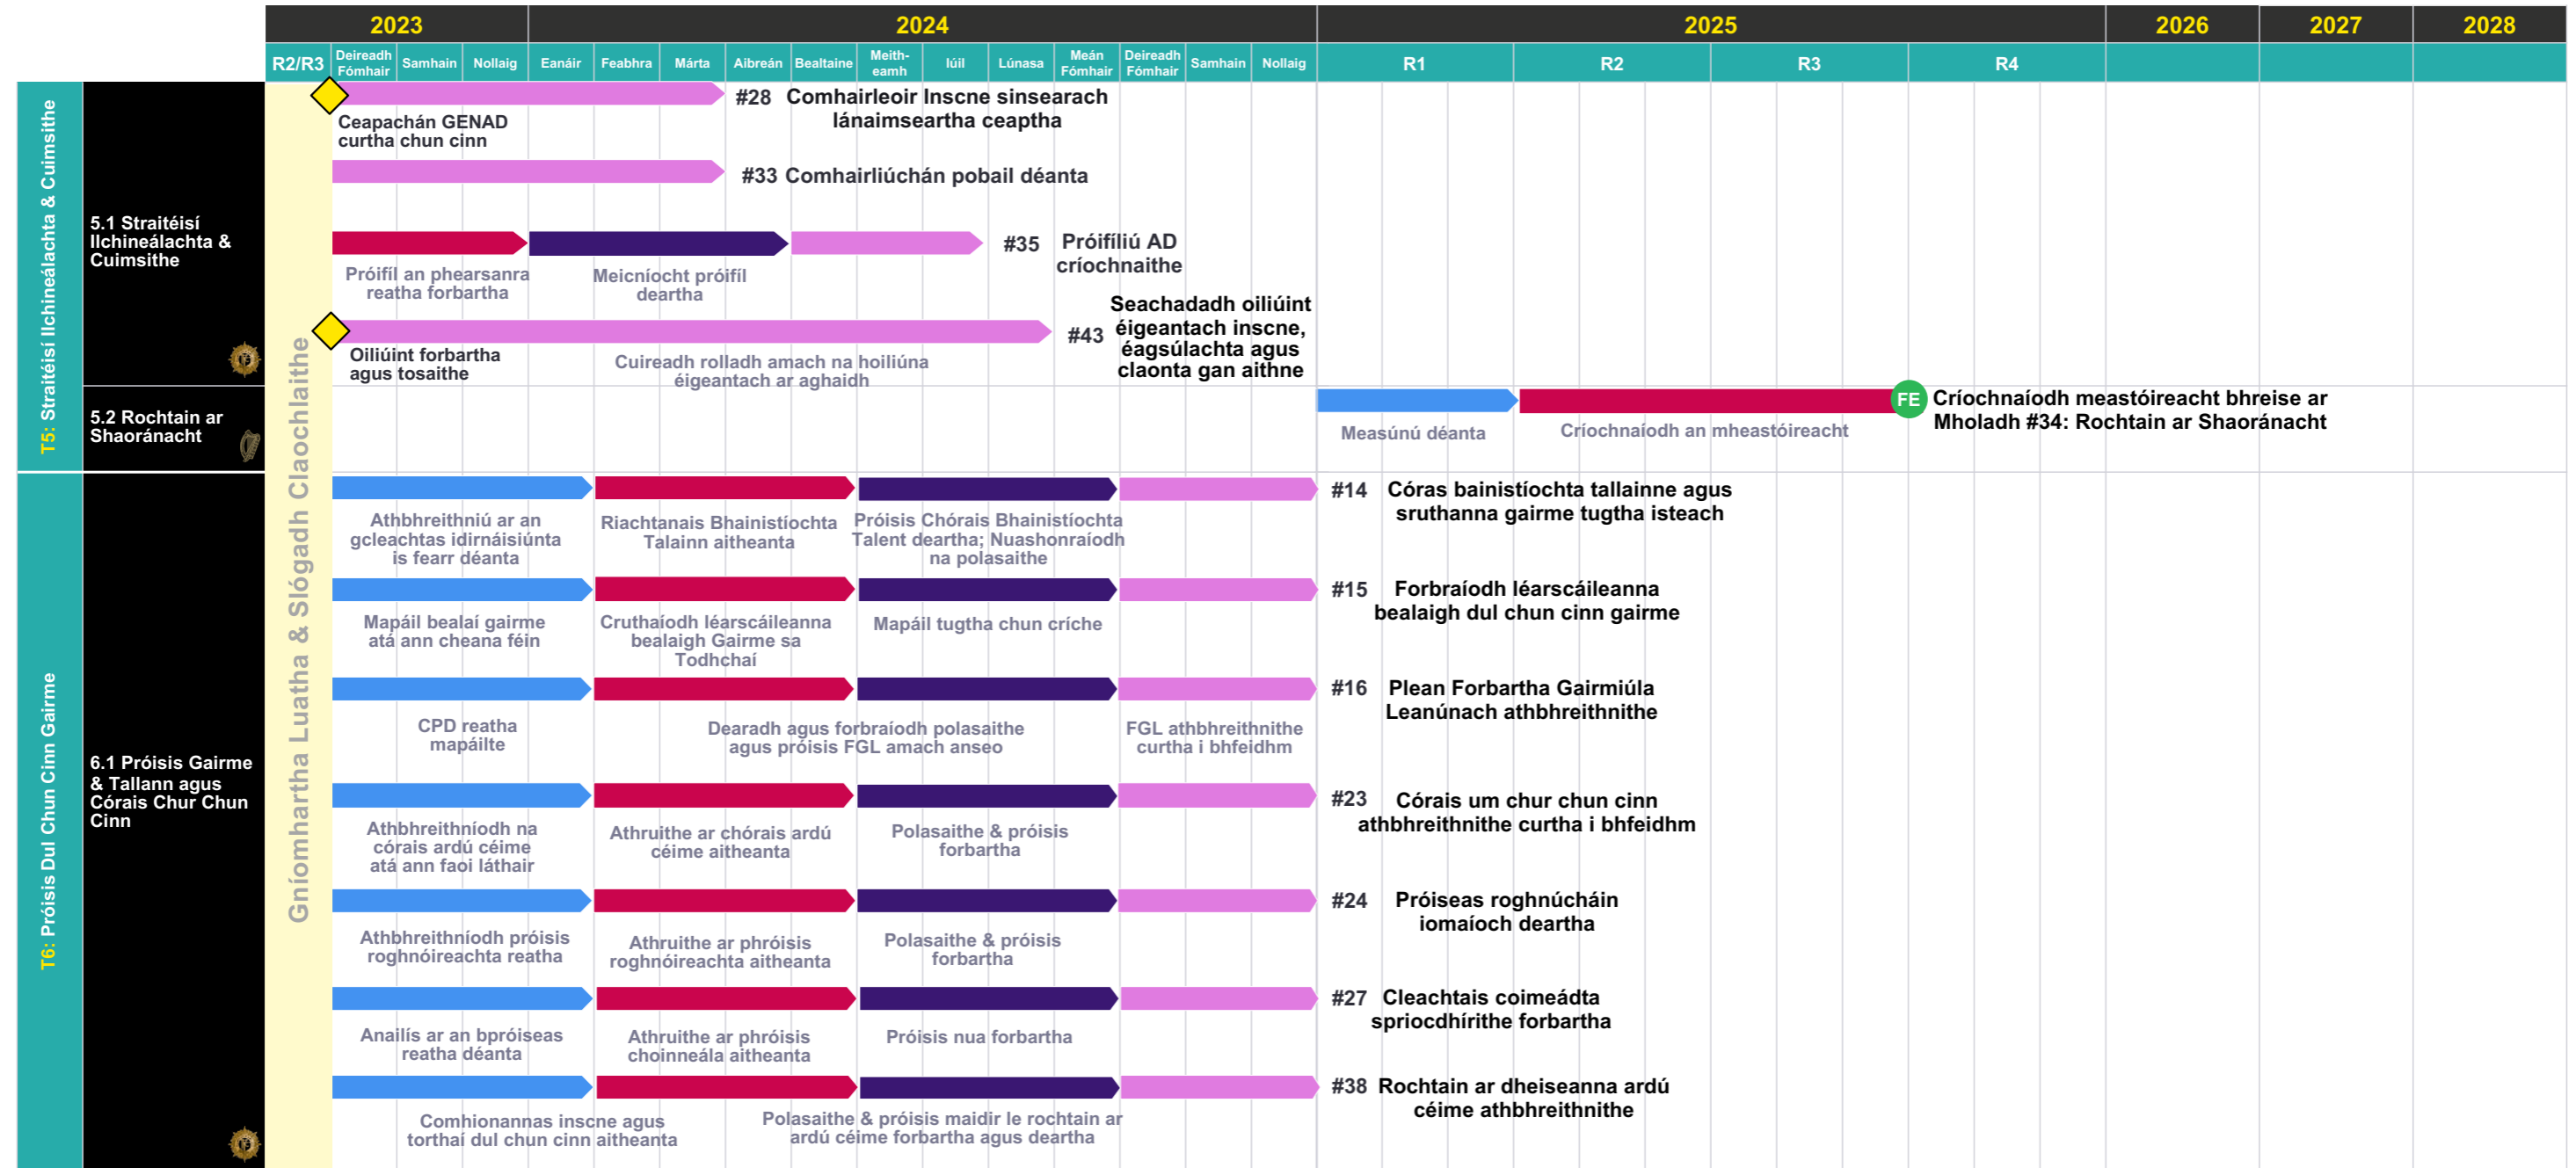 2023
2024
2025
2026
2027
2028
R2/R3
Deireadh
Fómhair
Samhain
Nollaig
Eanáir
Feabhra
Márta
Aibreán
Bealtaine
Meith-
eamh
Iúil
Lúnasa
Meán
Fómhair
Deireadh
Fómhair
Samhain
Nollaig
R1
R2
R3
R4
T5: Straitéisí Ilchineálachta & Cuimsithe
5.1 Straitéisí
Ilchineálachta &
Cuimsithe
Gníomhartha Luatha & Slógadh Claochlaithe
#28 Comhairleoir Inscne sinsearach
lánaimseartha ceaptha
Ceapachán GENAD
curtha chun cinn
#33 Comhairliúchán pobail déanta
#35 Próifíliú AD
críochnaithe
Próifíl an phearsanra
reatha forbartha
Meicníocht próifíl
deartha
#43 Seachadadh oiliúint
éigeantach inscne,
éagsúlachta agus
claonta gan aithne
Oiliúint forbartha
agus tosaithe
Cuireadh rolladh amach na hoiliúna
éigeantach ar aghaidh
5.2 Rochtain ar
Shaoránacht
FE
Críochnaíodh meastóireacht bhreise ar
Mholadh #34: Rochtain ar Shaoránacht
Measúnú déanta
Críochnaíodh an mheastóireacht
T6: Próisis Dul Chun Cinn Gairme
6.1 Próisis Gairme
& Tallann agus
Córais Chur Chun
Cinn
#14 Córas bainistíochta tallainne agus
sruthanna gairme tugtha isteach
Athbhreithniú ar an
gcleachtas idirnáisiúnta
is fearr déanta
Riachtanais Bhainistíochta
Talainn aitheanta
Próisis Chórais Bhainistíochta
Talent deartha; Nuashonraíodh
na polasaithe
#15 Forbraíodh léarscáileanna
bealaigh dul chun cinn gairme
Mapáil bealaí gairme
atá ann cheana féin
Cruthaíodh léarscáileanna
bealaigh Gairme sa
Todhchaí
Mapáil tugtha chun críche
#16 Plean Forbartha Gairmiúla
Leanúnach athbhreithnithe
CPD reatha
mapáilte
Dearadh agus forbraíodh polasaithe
agus próisis FGL amach anseo
FGL athbhreithnithe
curtha i bhfeidhm
#23 Córais um chur chun cinn
athbhreithnithe curtha i bhfeidhm
Athbhreithníodh na
córais ardú céime
atá ann faoi láthair
Athruithe ar chórais ardú
céime aitheanta
Polasaithe & próisis
forbartha
#24 Próiseas roghnúcháin
iomaíoch deartha
Athbhreithníodh próisis
roghnóireachta reatha
Athruithe ar phróisis
roghnóireachta aitheanta
Polasaithe & próisis
forbartha
#27 Cleachtais coimeádta
spriocdhírithe forbartha
Anailís ar an bpróiseas
reatha déanta
Athruithe ar phróisis
choinneála aitheanta
Próisis nua forbartha
#38 Rochtain ar dheiseanna ardú
céime athbhreithnithe
Comhionannas inscne agus
torthaí dul chun cinn aitheanta
Polasaithe & próisis maidir le rochtain ar
ardú céime forbartha agus deartha